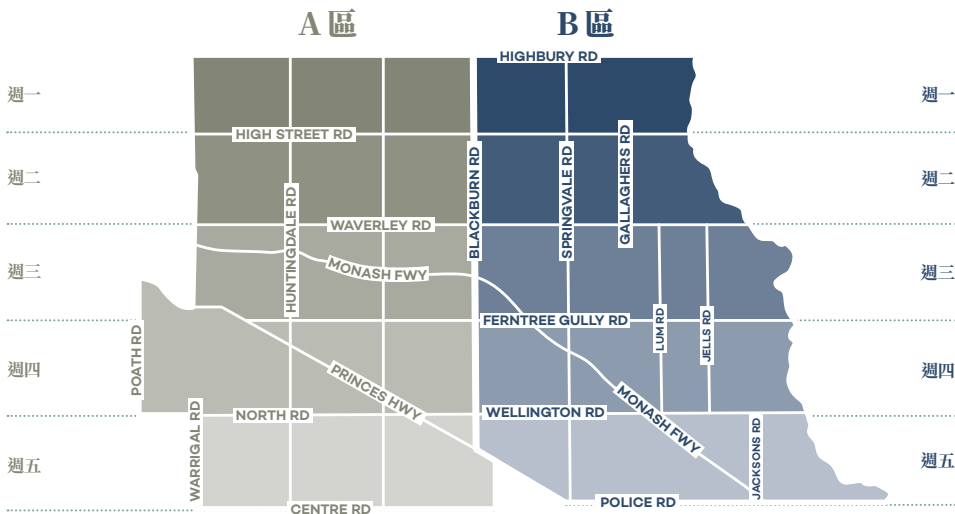 A 區
B 區
HIGHBURY RD
週一
週一
HIGH STREET RD
GALLAGHERS RD
BLACKBURN RD
SPRINGVALE RD
週二
週二
HUNTINGDALE RD
WAVERLEY RD
MONASH FWY
週三
週三
FERNTREE GULLY RD
LUM RD
JELLS RD
POATH RD
週四
週四
PRINCES HWY
MONASH FWY
NORTH RD
WELLINGTON RD
WARRIGAL RD
JACKSONS RD
週五
週五
CENTRE RD
POLICE RD